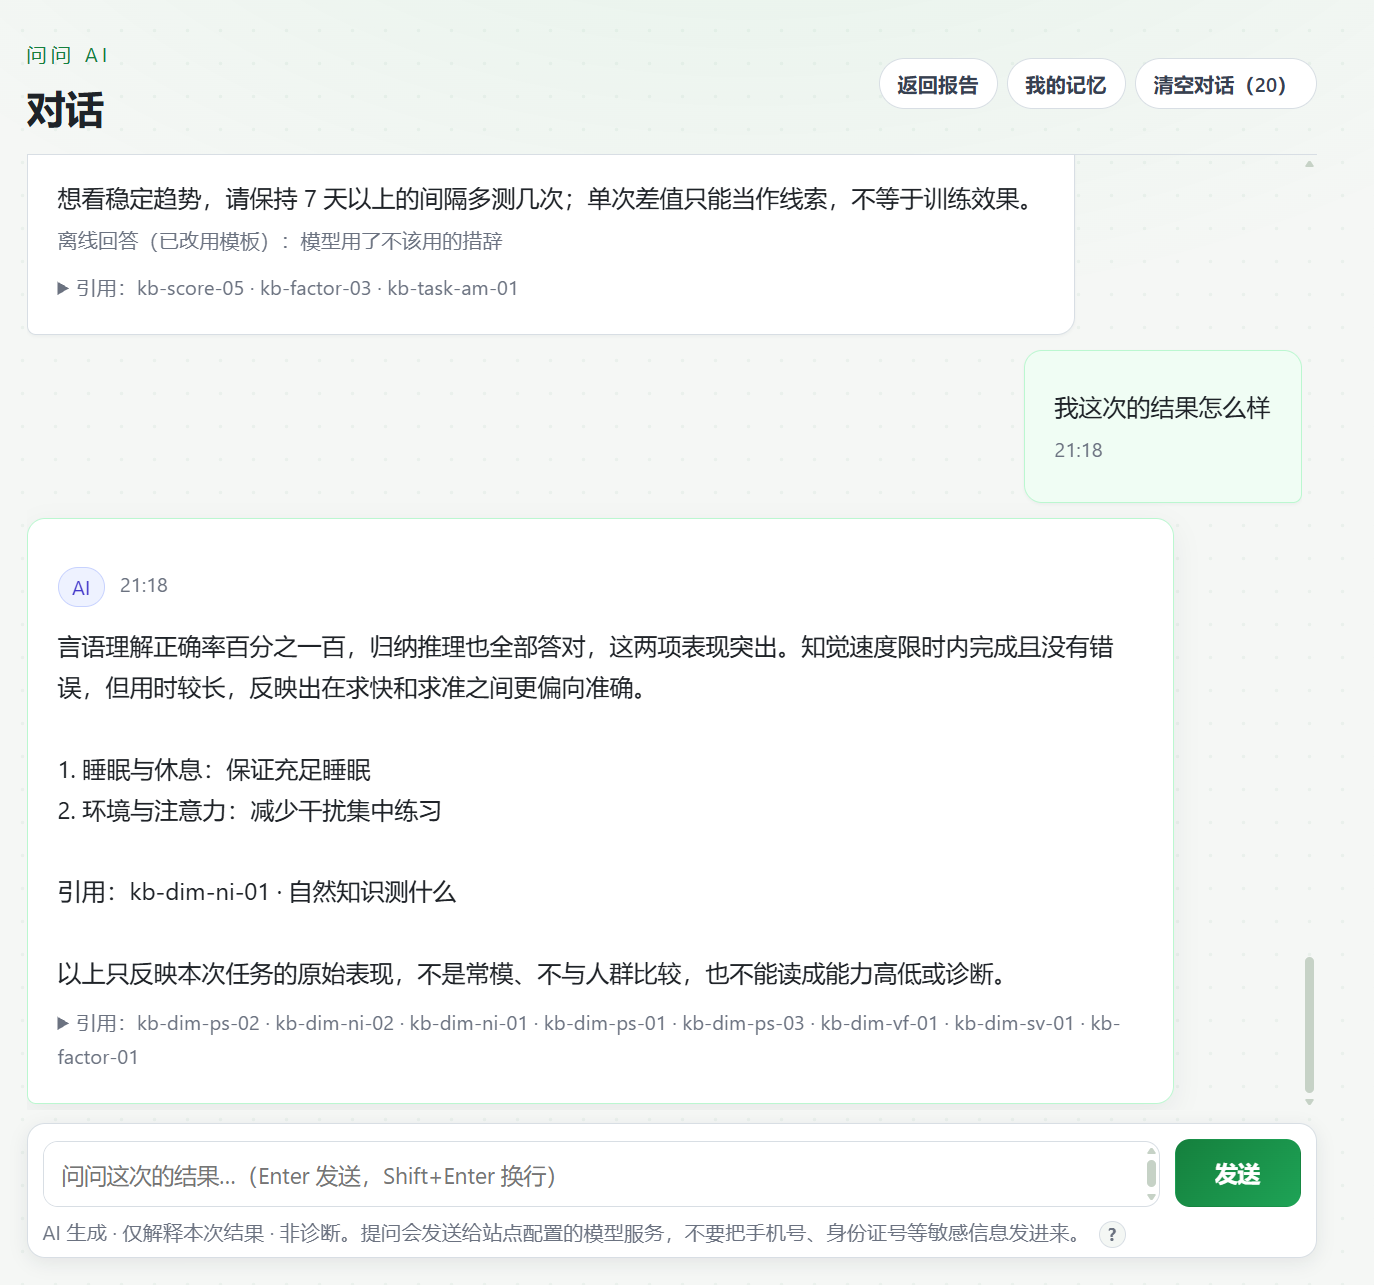 问问 AI
对话
返回报告
我的记忆
清空对话（20）
想看稳定趋势，请保持 7 天以上的间隔多测几次；单次差值只能当作线索，不等于训练效果。
离线回答（已改用模板）：模型用了不该用的措辞
▶ 引用：kb-score-05 · kb-factor-03 · kb-task-am-01
我这次的结果怎么样
21:18
AI 21:18
言语理解正确率百分之一百，归纳推理也全部答对，这两项表现突出。知觉速度限时内完成且没有错
误，但用时较长，反映出在求快和求准之间更偏向准确。
1. 睡眠与休息：保证充足睡眠
2. 环境与注意力：减少干扰集中练习
引用：kb-dim-ni-01 · 自然知识测什么
以上只反映本次任务的原始表现，不是常模、不与人群比较，也不能读成能力高低或诊断。
▶ 引用：kb-dim-ps-02 · kb-dim-ni-02 · kb-dim-ni-01 · kb-dim-ps-01 · kb-dim-ps-03 · kb-dim-vf-01 · kb-dim-sv-01 · kb-
factor-01
问问这次的结果...（Enter 发送，Shift+Enter 换行）
发送
AI 生成 · 仅解释本次结果 · 非诊断。提问会发送给站点配置的模型服务，不要把手机号、身份证号等敏感信息发进来。 ?